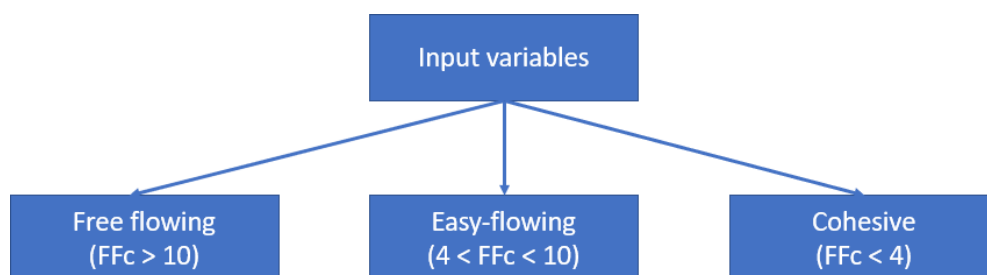 Input variables
Free flowing
(FFc > 10)
Easy-flowing
(4 < FFc < 10)
Cohesive
(FFc < 4)